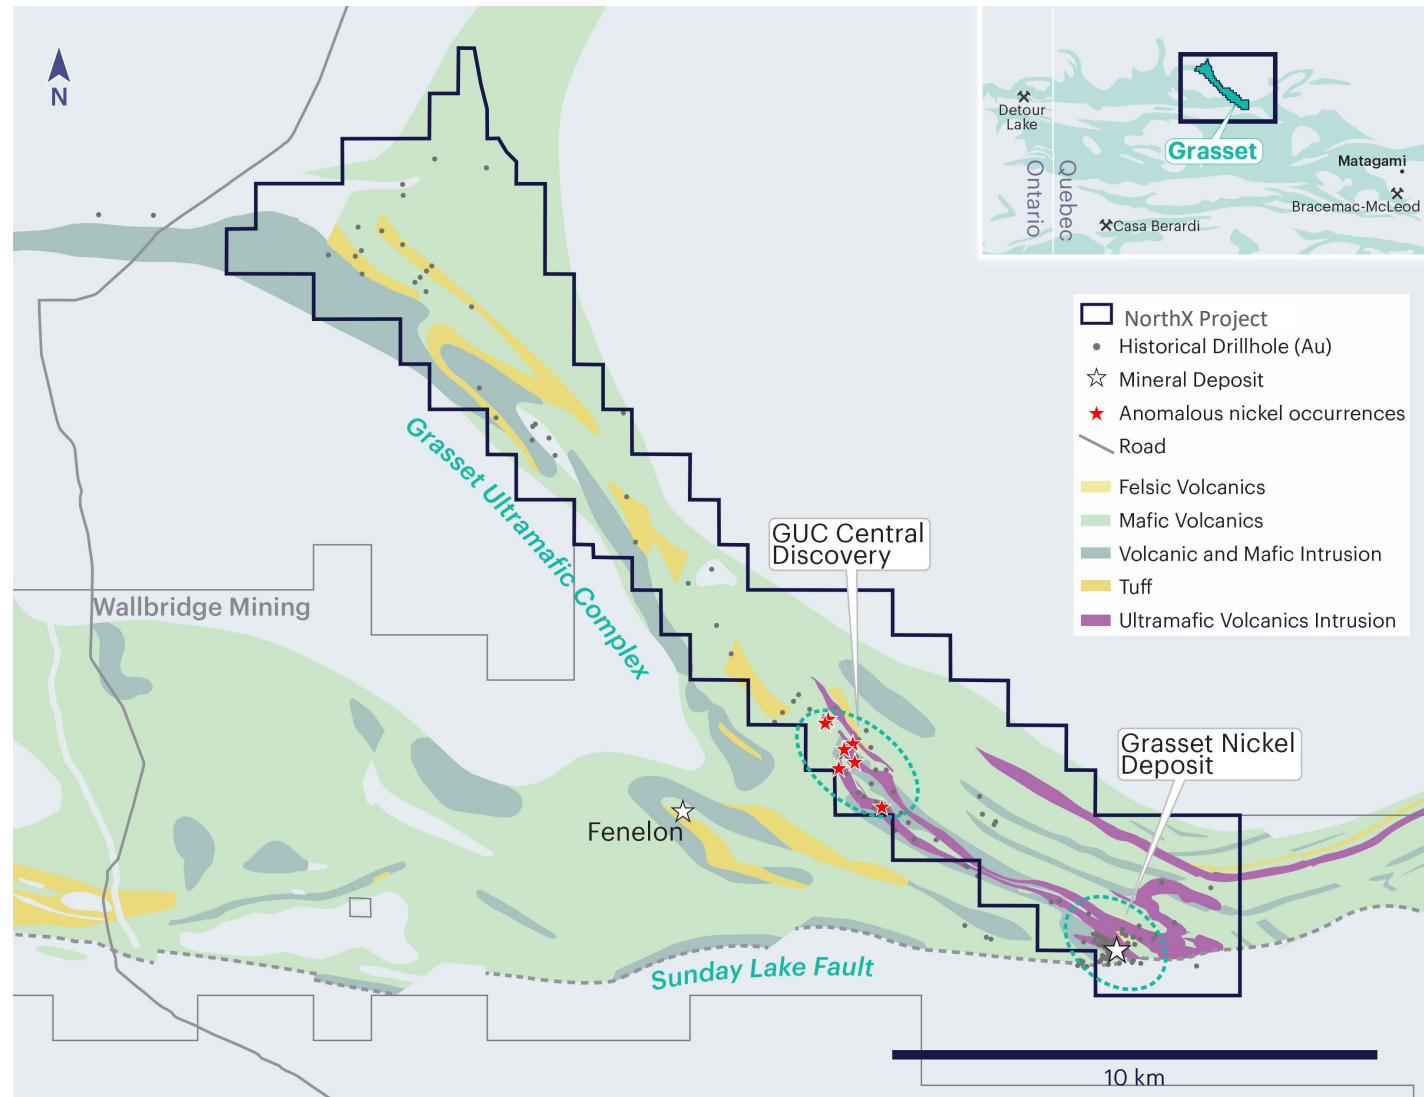 N
Detour
Lake
Grasset
Matagami
Bracemac-McLeod
Ontario
Quebec
Casa Berardi
NorthX Project
Historical Drillhole (Au)
Mineral Deposit
Anomalous nickel occurrences
Road
Felsic Volcanics
Mafic Volcanics
Volcanic and Mafic Intrusion
Tuff
Ultramafic Volcanics Intrusion
Grasset Ultramafic Complex
GUC Central
Discovery
Wallbridge Mining
Grasset Nickel
Deposit
Fenelon
Sunday Lake Fault
10 km